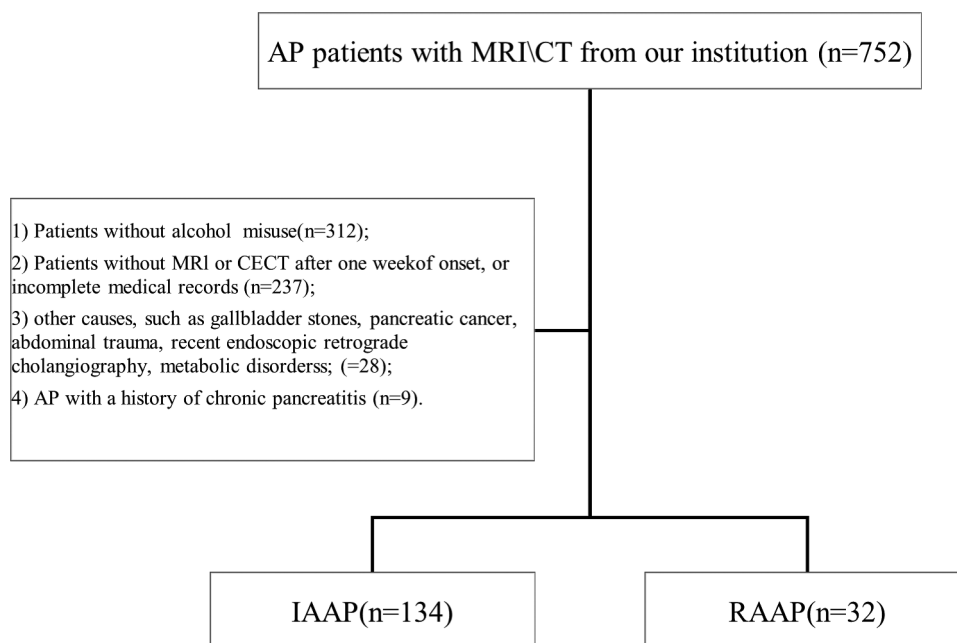 AP patients with MRI\CT from our institution (n=752)
1) Patients without alcohol misuse(n=312);
2) Patients without MRl or CECT after one weekof onset, or
incomplete medical records (n=237);
3) other causes, such as gallbladder stones, pancreatic cancer,
abdominal trauma, recent endoscopic retrograde
cholangiography, metabolic disorderss; (=28);
4) AP with a history of chronic pancreatitis (n=9).
IAAP(n=134)
RAAP(n=32)